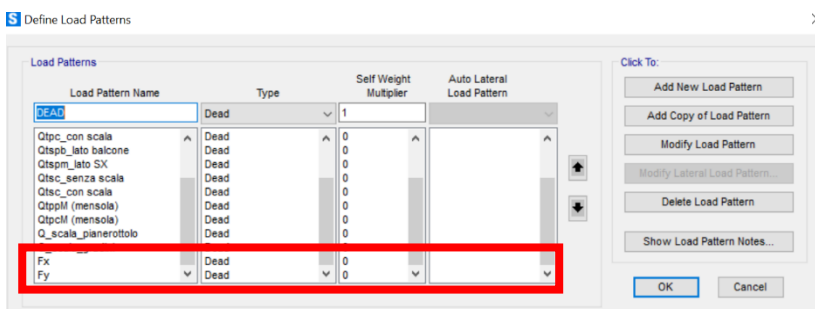 S Define Load Patterns
Load Patterns
Click To:
Load Pattern Name Type Self Weight Multiplier Auto Lateral Load Pattern
DEAD Dead 1
Qtpc_con scala Dead 0
Qtspb_lato balcone Dead 0
Qtspm_lato SX Dead 0
Qtsc_senza scala Dead 0
Qtsc_con scala Dead 0
QtppM (mensola) Dead 0
QtpcM (mensola) Dead 0
Q_scala_pianerottolo Dead 0
Fx Dead 0
Fy Dead 0
Add New Load Pattern
Add Copy of Load Pattern
Modify Load Pattern
Modify Lateral Load Pattern...
Delete Load Pattern
Show Load Pattern Notes...
OK Cancel